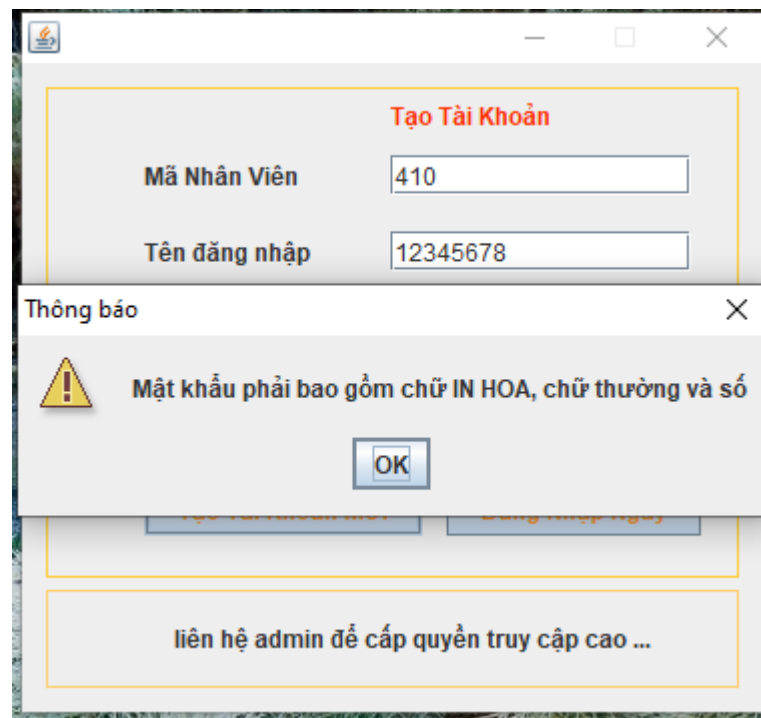 Tạo Tài Khoản
Mã Nhân Viên
410
Tên đăng nhập
12345678
Thông báo
Mật khẩu phải bao gồm chữ IN HOA, chữ thường và số
OK
liên hệ admin để cấp quyền truy cập cao ...